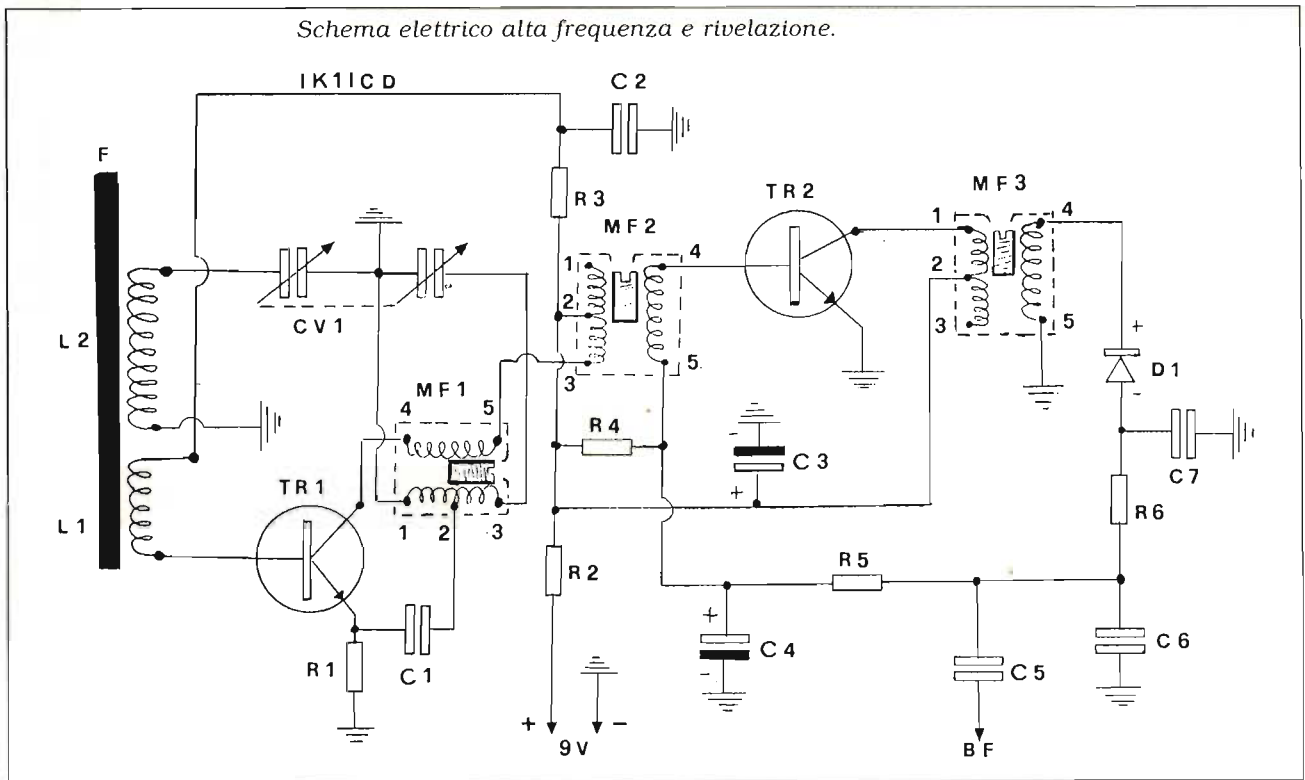 Schema elettrico alta frequenza e rivelazione.
IK1ICD
C2
F
R3
TR2
MF3
1
4
MF2
1
4
2
2
3
5
CV1
L2
3
5
+
D1
-
MF1
4
5
R4
-
C3
+
C7
TR1
1
2
3
L1
R6
R2
R5
+
C4
-
C6
R1
C1
C5
+
-
9V
BF